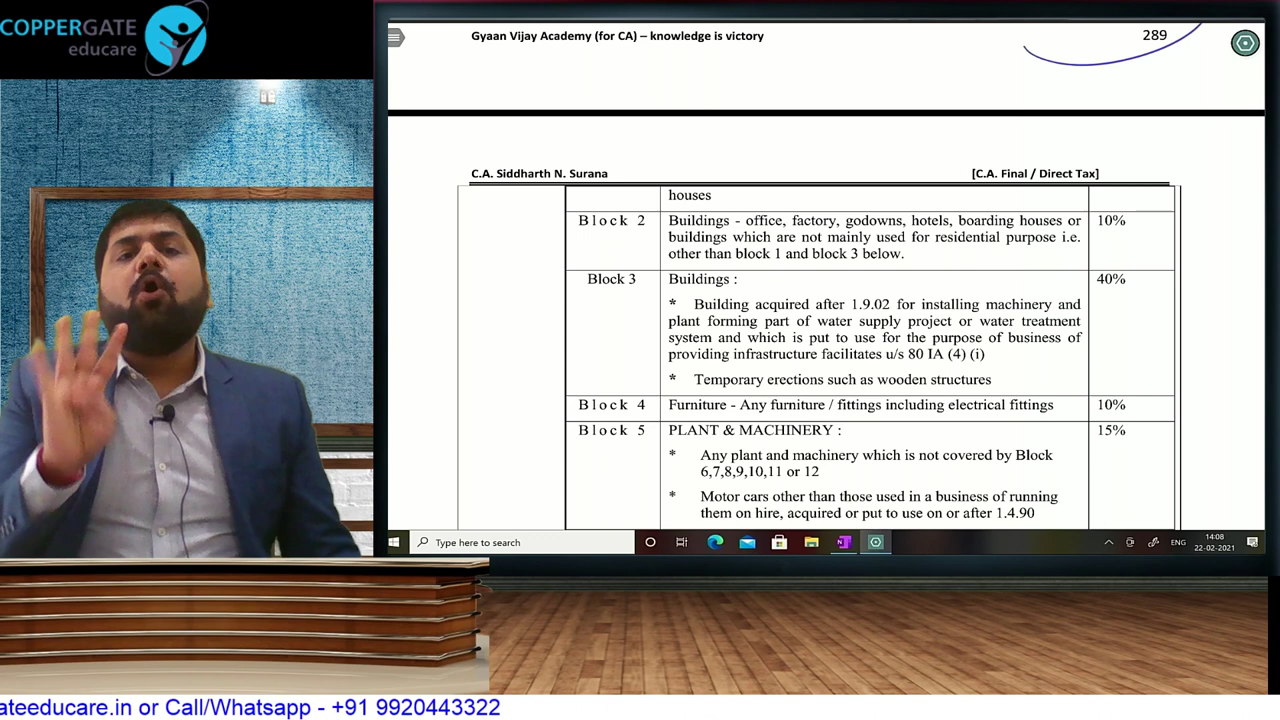 COPPERGATE
educare
Gyaan Vijay Academy (for CA) – knowledge is victory
289
C.A. Siddharth N. Surana
[C.A. Final / Direct Tax]
houses
Block 2
Buildings - office, factory, godowns, hotels, boarding houses or
buildings which are not mainly used for residential purpose i.e.
other than block 1 and block 3 below.
10%
Block 3
Buildings :
40%
* Building acquired after 1.9.02 for installing machinery and
plant forming part of water supply project or water treatment
system and which is put to use for the purpose of business of
providing infrastructure facilitates u/s 80 IA (4) (i)
* Temporary erections such as wooden structures
Block 4
Furniture - Any furniture / fittings including electrical fittings
10%
Block 5
PLANT & MACHINERY :
15%
* Any plant and machinery which is not covered by Block
6,7,8,9,10,11 or 12
* Motor cars other than those used in a business of running
them on hire, acquired or put to use on or after 1.4.90
Type here to search
ENG
14:08
22-02-2021
ateeducare.in or Call/Whatsapp - +91 9920443322